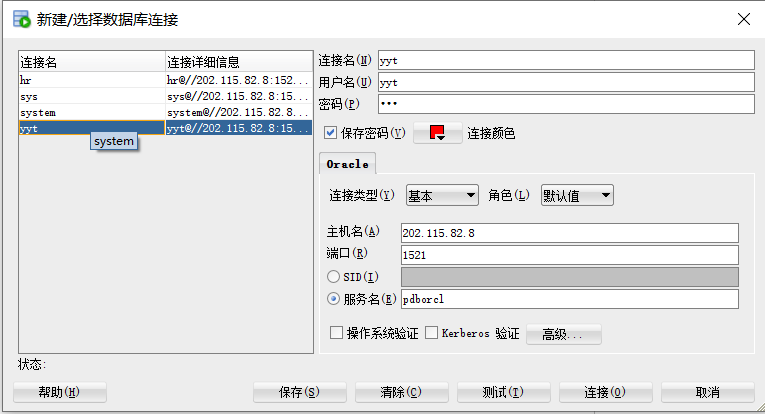 新建/选择数据库连接
连接名 连接详细信息
hr hr@//202.115.82.8:152...
sys sys@//202.115.82.8:15...
system system@//202.115.82.8...
yyt yyt@//202.115.82.8:15...
system
连接名(N) yyt
用户名(U) yyt
密码(P) •••
保存密码(V) 连接颜色
Oracle
连接类型(Y) 基本 角色(L) 默认值
主机名(A) 202.115.82.8
端口(R) 1521
SID(I)
服务名(E) pdborcl
操作系统验证 Kerberos 验证 高级...
状态:
帮助(H) 保存(S) 清除(C) 测试(T) 连接(O) 取消